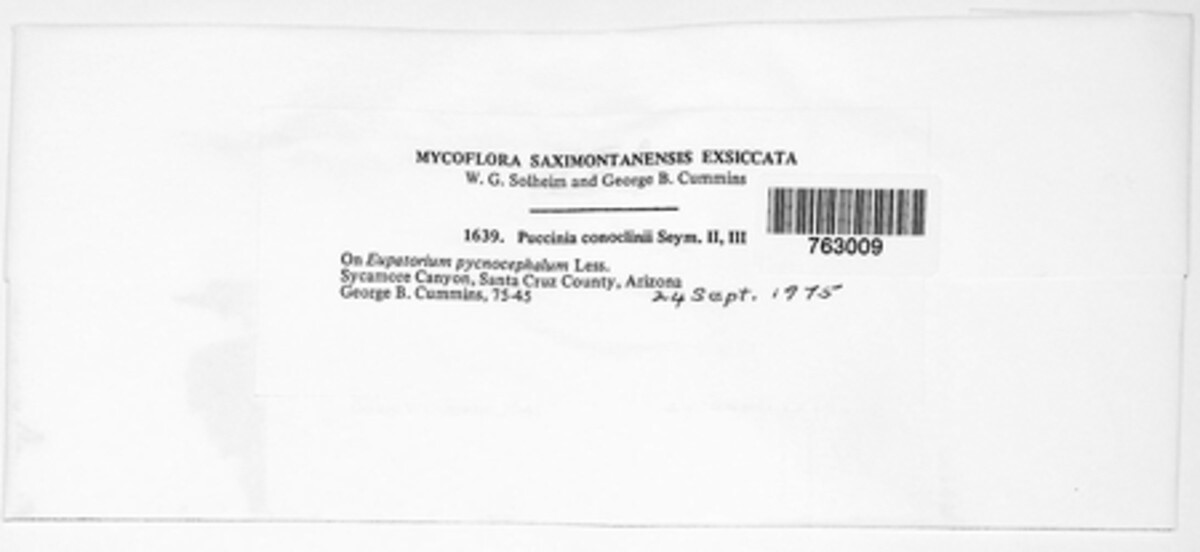 MYCOFLORA SAXIMONTANENSIS EXSICCATA
W. G. Solheim and George B. Cummins
1639. Puccinia conoclinii Seym. II, III
763009
On Eupatorium pycnocephalum Less.
Sycamore Canyon, Santa Cruz County, Arizona
George B. Cummins, 75-45
24 Sept. 1975